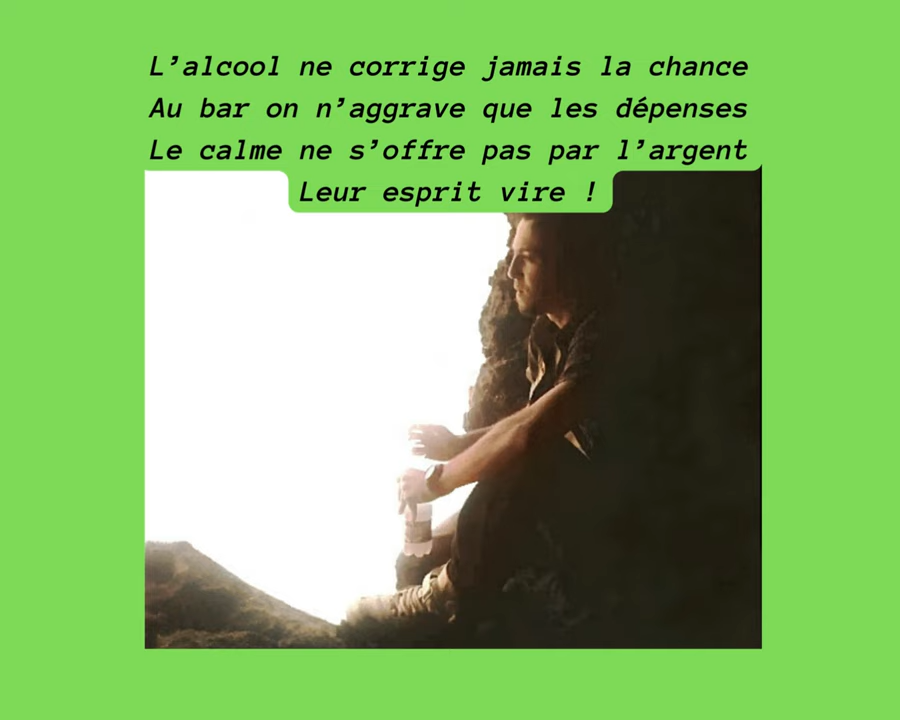 L’alcool ne corrige jamais la chance
Au bar on n’aggrave que les dépenses
Le calme ne s’offre pas par l’argent
Leur esprit vire !